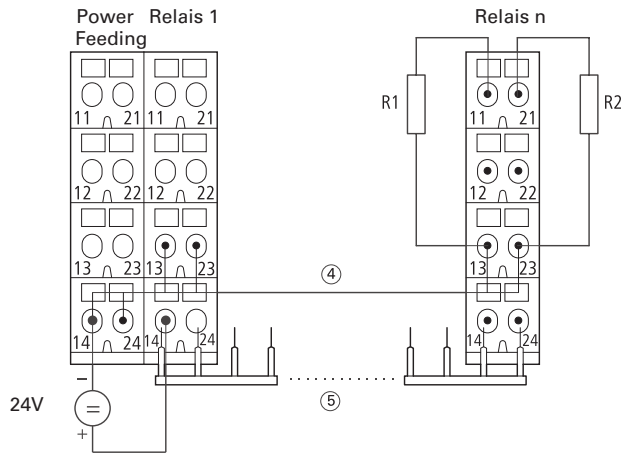 Power Relais 1 Relais n
Feeding
R1 R2
11 21 11 21 11 21
12 22 12 22 12 22
13 23 13 23 13 23
④
14 24 14 24 14 24
−
24V =
⑤
+